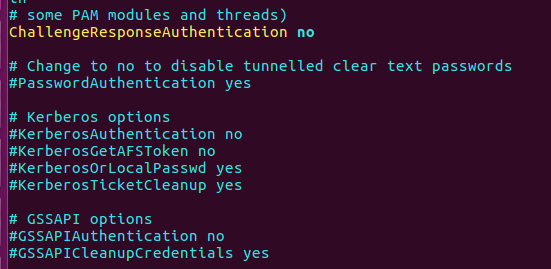 # some PAM modules and threads)
ChallengeResponseAuthentication no
# Change to no to disable tunnelled clear text passwords
#PasswordAuthentication yes
# Kerberos options
#KerberosAuthentication no
#KerberosGetAFSToken no
#KerberosOrLocalPasswd yes
#KerberosTicketCleanup yes
# GSSAPI options
#GSSAPIAuthentication no
#GSSAPICleanupCredentials yes